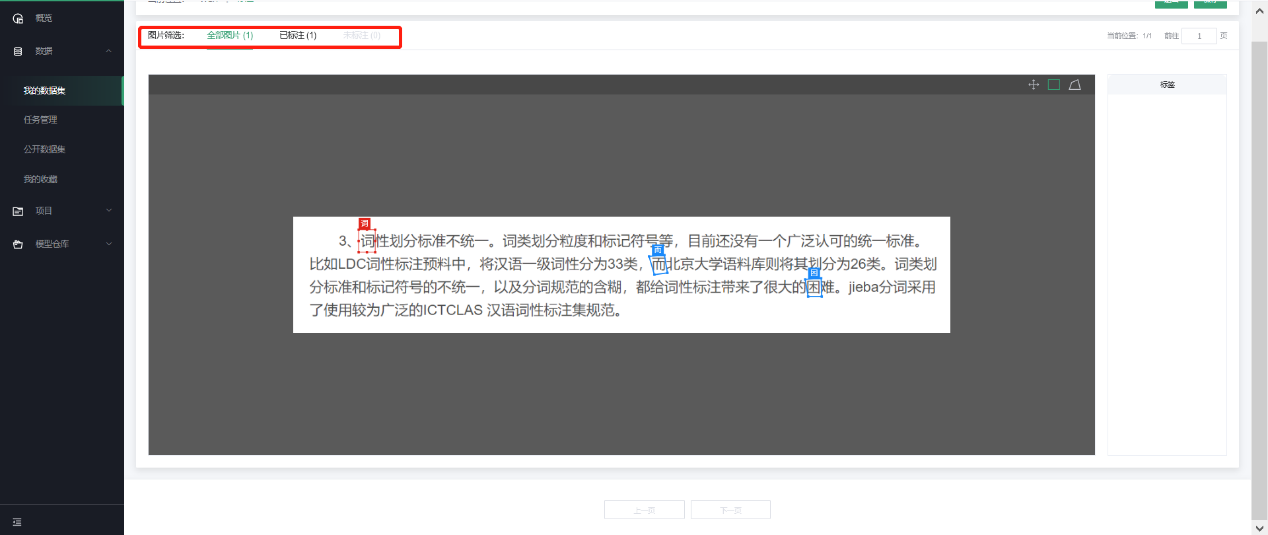 概览
数据
我的数据集
任务管理
公开数据集
我的收藏
项目
模型仓库
图片筛选: 全部图片 (1) 已标注 (1) 未标注 (0)
当前位置: 1/1 前往 1 页
标签
词
3、词性划分标准不统一。词类划分粒度和标记符号等，目前还没有一个广泛认可的统一标准。
而
比如LDC词性标注预料中，将汉语一级词性分为33类，而北京大学语料库则将其划分为26类。词类划
分标准和标记符号的不统一，以及分词规范的含糊，都给词性标注带来了很大的困难。jieba分词采用
了使用较为广泛的ICTCLAS 汉语词性标注集规范。
上一页 下一页